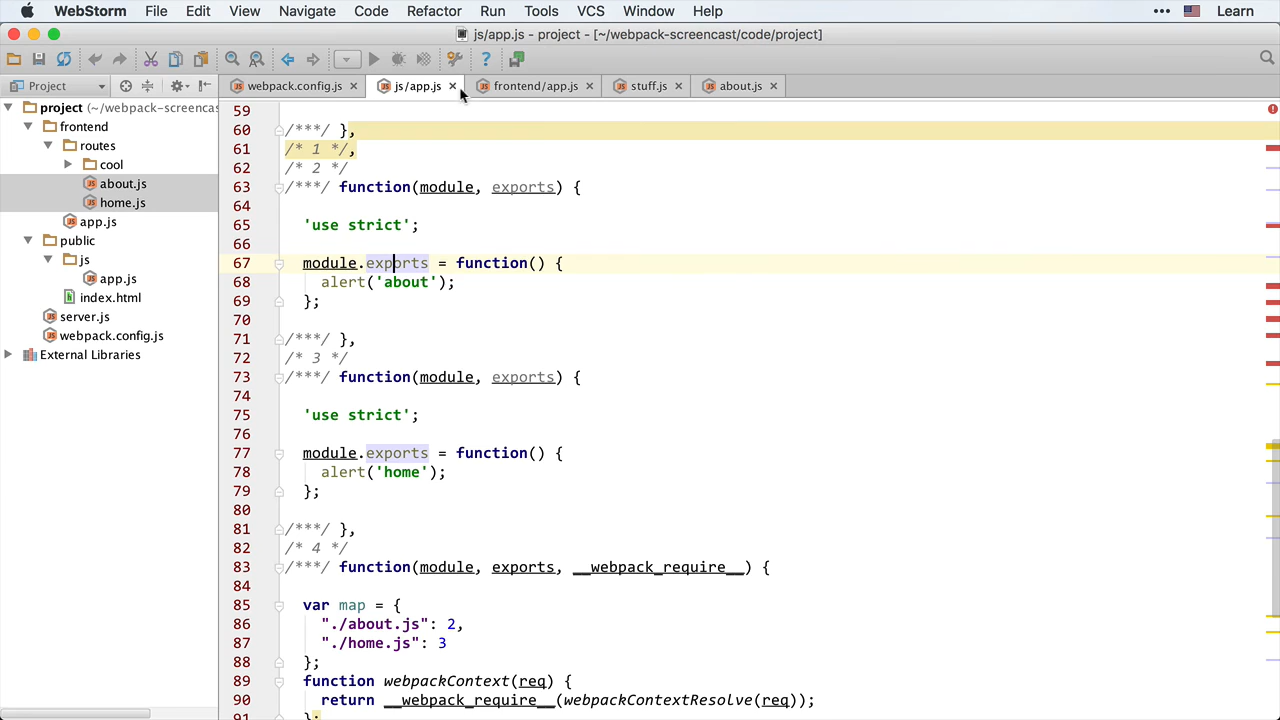 WebStorm File Edit View Navigate Code Refactor Run Tools VCS Window Help ••• Learn
js/app.js - project - [~/webpack-screencast/code/project]
Project webpack.config.js js/app.js frontend/app.js stuff.js about.js
project (~/webpack-screencas
frontend
routes
cool
about.js
home.js
app.js
public
js
app.js
index.html
server.js
webpack.config.js
External Libraries
59
60 /***/ },
61 /* 1 */,
62 /* 2 */
63 /***/ function(module, exports) {
64
65 'use strict';
66
67 module.exports = function() {
68 alert('about');
69 };
70
71 /***/ },
72 /* 3 */
73 /***/ function(module, exports) {
74
75 'use strict';
76
77 module.exports = function() {
78 alert('home');
79 };
80
81 /***/ },
82 /* 4 */
83 /***/ function(module, exports, __webpack_require__) {
84
85 var map = {
86 "./about.js": 2,
87 "./home.js": 3
88 };
89 function webpackContext(req) {
90 return __webpack_require__(webpackContextResolve(req));
91 };